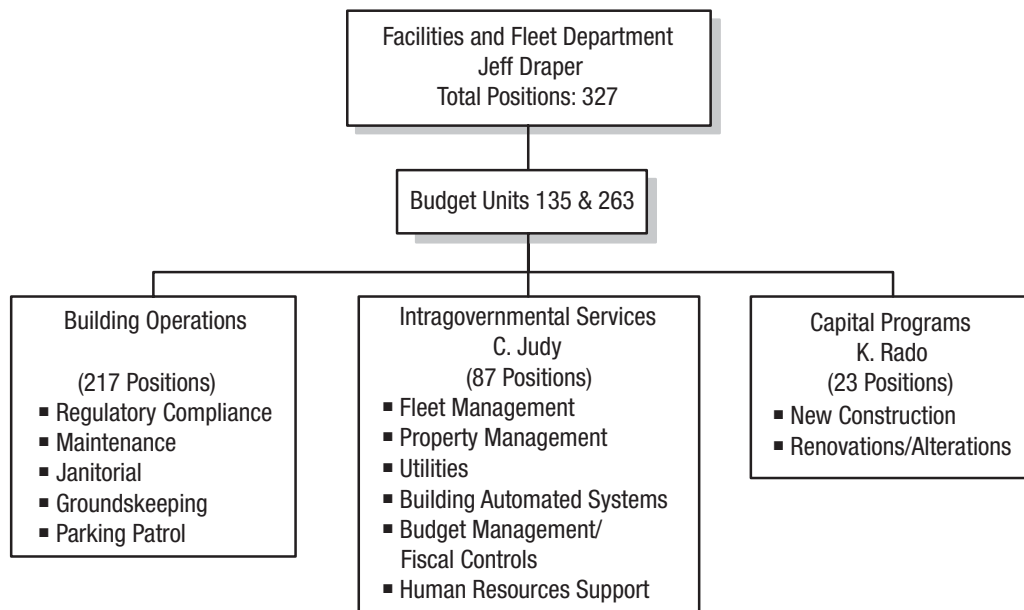 Facilities and Fleet Department
Jeff Draper
Total Positions: 327
Budget Units 135 & 263
Building Operations
(217 Positions)
▪ Regulatory Compliance
▪ Maintenance
▪ Janitorial
▪ Groundskeeping
▪ Parking Patrol
Intragovernmental Services
C. Judy
(87 Positions)
▪ Fleet Management
▪ Property Management
▪ Utilities
▪ Building Automated Systems
▪ Budget Management/
Fiscal Controls
▪ Human Resources Support
Capital Programs
K. Rado
(23 Positions)
▪ New Construction
▪ Renovations/Alterations